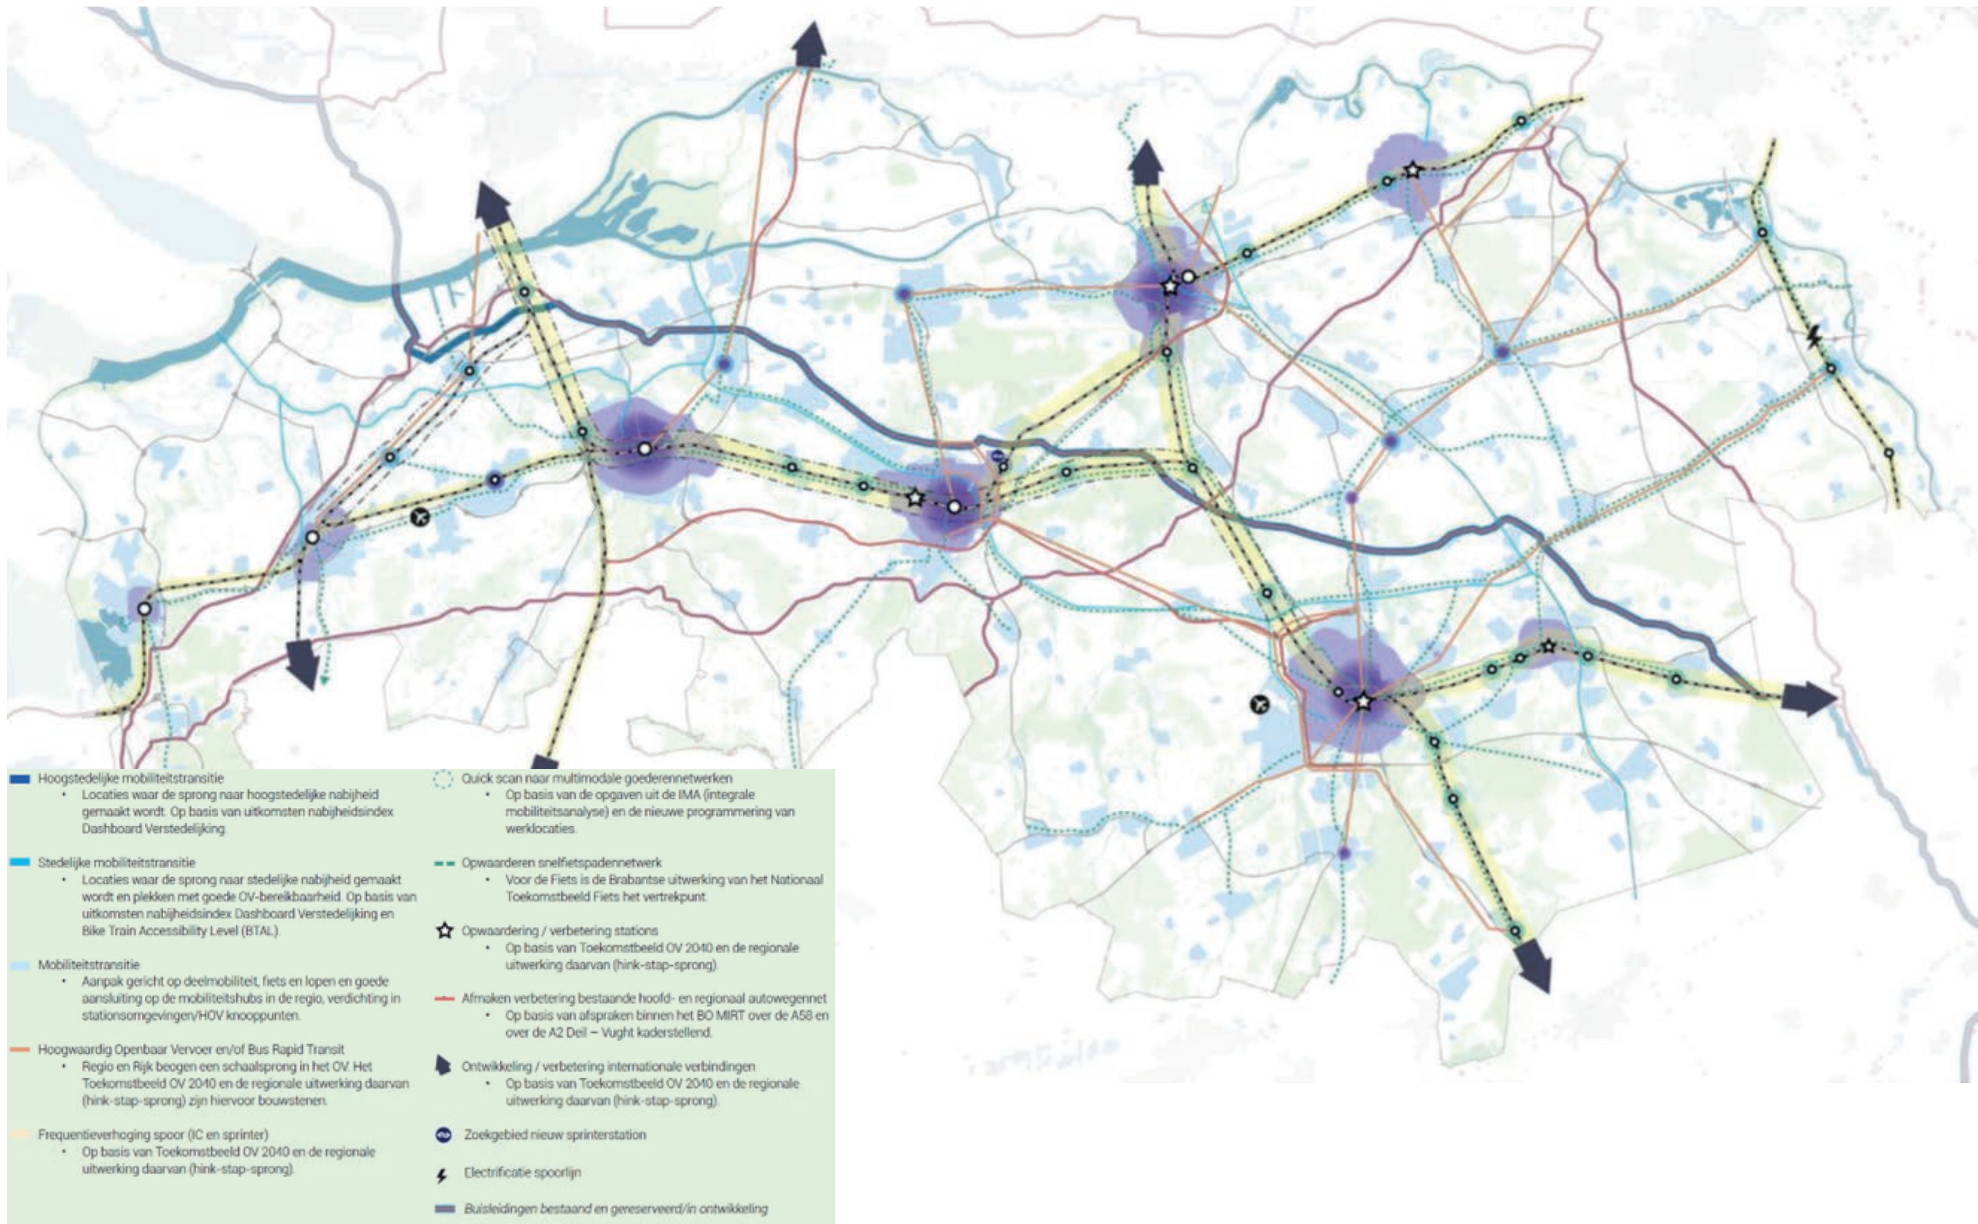 Hoogstedelijke mobiliteitstransitie
• Locaties waar de sprong naar hoogstedelijke nabijheid
gemaakt wordt. Op basis van uitkomsten nabijheidsindex
Dashboard Verstedelijking.
Stedelijke mobiliteitstransitie
• Locaties waar de sprong naar stedelijke nabijheid gemaakt
wordt en plekken met goede OV-bereikbaarheid. Op basis van
uitkomsten nabijheidsindex Dashboard Verstedelijking en
Bike Train Accessibility Level (BTAL).
Mobiliteitstransitie
• Aanpak gericht op deelmobiliteit, fiets en lopen en goede
aansluiting op de mobiliteitshubs in de regio, verdichting in
stationsomgevingen/HOV knooppunten.
Hoogwaardig Openbaar Vervoer en/of Bus Rapid Transit
• Regio en Rijk beogen een schaalsprong in het OV. Het
Toekomstbeeld OV 2040 en de regionale uitwerking daarvan
(hink-stap-sprong) zijn hiervoor bouwstenen.
Frequentieverhoging spoor (IC en sprinter)
• Op basis van Toekomstbeeld OV 2040 en de regionale
uitwerking daarvan (hink-stap-sprong).
Quick scan naar multimodale goederennetwerken
• Op basis van de opgaven uit de IMA (integrale
mobiliteitsanalyse) en de nieuwe programmering van
werklocaties.
Opwaarderen snelfietspadennetwerk
• Voor de Fiets is de Brabantse uitwerking van het Nationaal
Toekomstbeeld Fiets het vertrekpunt.
Opwaardering / verbetering stations
• Op basis van Toekomstbeeld OV 2040 en de regionale
uitwerking daarvan (hink-stap-sprong).
Afmaken verbetering bestaande hoofd- en regionaal autowegennet
• Op basis van afspraken binnen het BO MIRT over de A58 en
over de A2 Deil – Vught kaderstellend.
Ontwikkeling / verbetering internationale verbindingen
• Op basis van Toekomstbeeld OV 2040 en de regionale
uitwerking daarvan (hink-stap-sprong).
Zoekgebied nieuw sprinterstation
Electrificatie spoorlijn
Buisleidingen bestaand en gereserveerd/in ontwikkeling